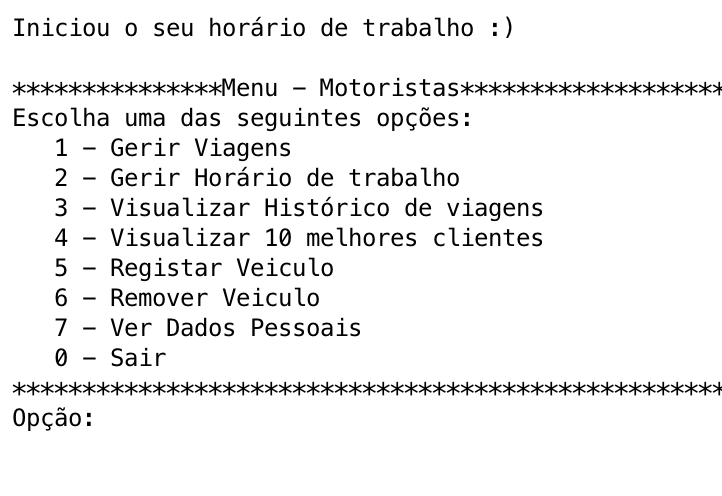 Iniciou o seu horário de trabalho :)
***************Menu – Motoristas*******************
Escolha uma das seguintes opções:
1 – Gerir Viagens
2 – Gerir Horário de trabalho
3 – Visualizar Histórico de viagens
4 – Visualizar 10 melhores clientes
5 – Registar Veiculo
6 – Remover Veiculo
7 – Ver Dados Pessoais
0 – Sair
***************************************************
Opção: